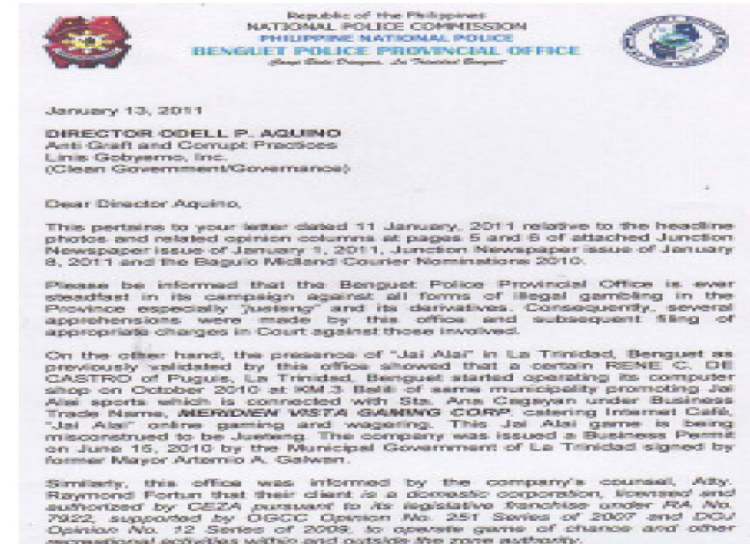 Republic of the Philippines
NATIONAL POLICE COMMISSION
PHILIPPINE NATIONAL POLICE
BENGUET POLICE PROVINCIAL OFFICE
Camp Bado Dangwa, La Trinidad Benguet
January 13, 2011
DIRECTOR ODELL P. AQUINO
Anti Graft and Corrupt Practices
Linis Gobyerno, Inc.
(Clean Government/Governance)
Dear Director Aquino,
This pertains to your letter dated 11 January, 2011 relative to the headline
photos and related opinion columns at pages 5 and 6 of attached Junction
Newspaper issue of January 1, 2011, Junction Newspaper issue of January
8, 2011 and the Baguio Midland Courier Nominations 2010.
Please be informed that the Benguet Police Provincial Office is ever
steadfast in its campaign against all forms of illegal gambling in the
Province especially "jueteng" and its derivatives. Consequently, several
apprehensions were made by this office and subsequent filing of
appropriate charges in Court against those involved.
On the other hand, the presence of "Jai Alai" in La Trinidad, Benguet as
previously validated by this office showed that a certain RENE C. DE
CASTRO of Puguis, La Trinidad, Benguet started operating its computer
shop on October 2010 at KM.3 Balili of same municipality promoting Jai
Alai sports which is connected with Sta. Ana Cagayan under Business
Trade Name, MERIDIEN VISTA GAMING CORP. catering Internet Café,
"Jai Alai" online gaming and wagering. This Jai Alai game is being
misconstrued to be Jueteng. The company was issued a Business Permit
on June 15, 2010 by the Municipal Government of La Trinidad signed by
former Mayor Artemio A. Galwan.
Similarly, this office was informed by the company's counsel, Atty.
Raymond Fortun that their client is a domestic corporation, licensed and
authorized by CEZA pursuant to its legislative franchise under RA No.
7922, supported by OGCC Opinion No. 251 Series of 2007 and DOJ
Opinion No. 12 Series of 2009, to operate game of chance and other
recreational activities within and outside the zone authority.